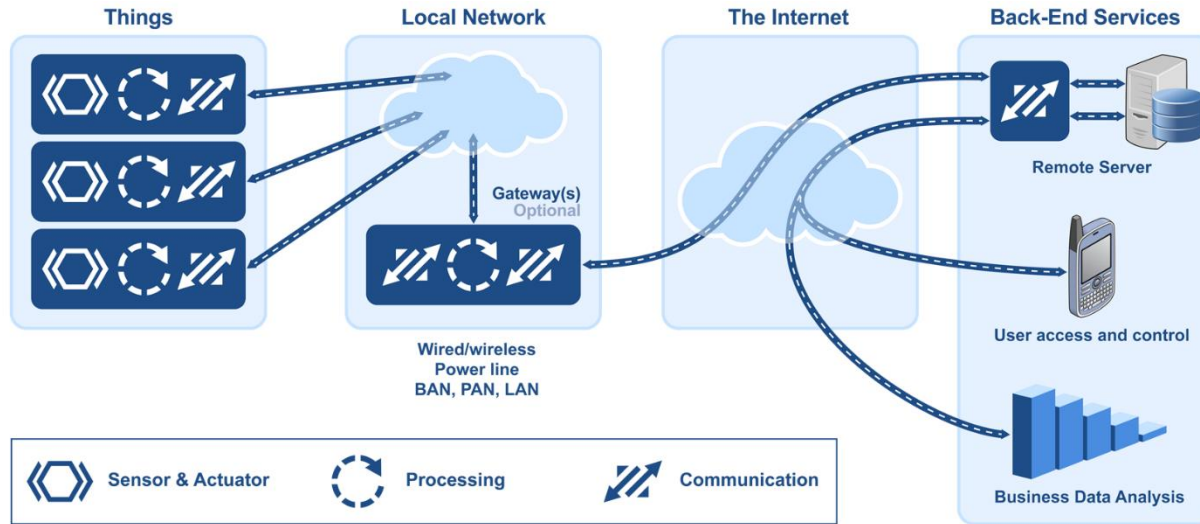 Things
Local Network
The Internet
Back-End Services
Gateway(s)
Optional
Wired/wireless
Power line
BAN, PAN, LAN
Remote Server
User access and control
Business Data Analysis
Sensor & Actuator
Processing
Communication